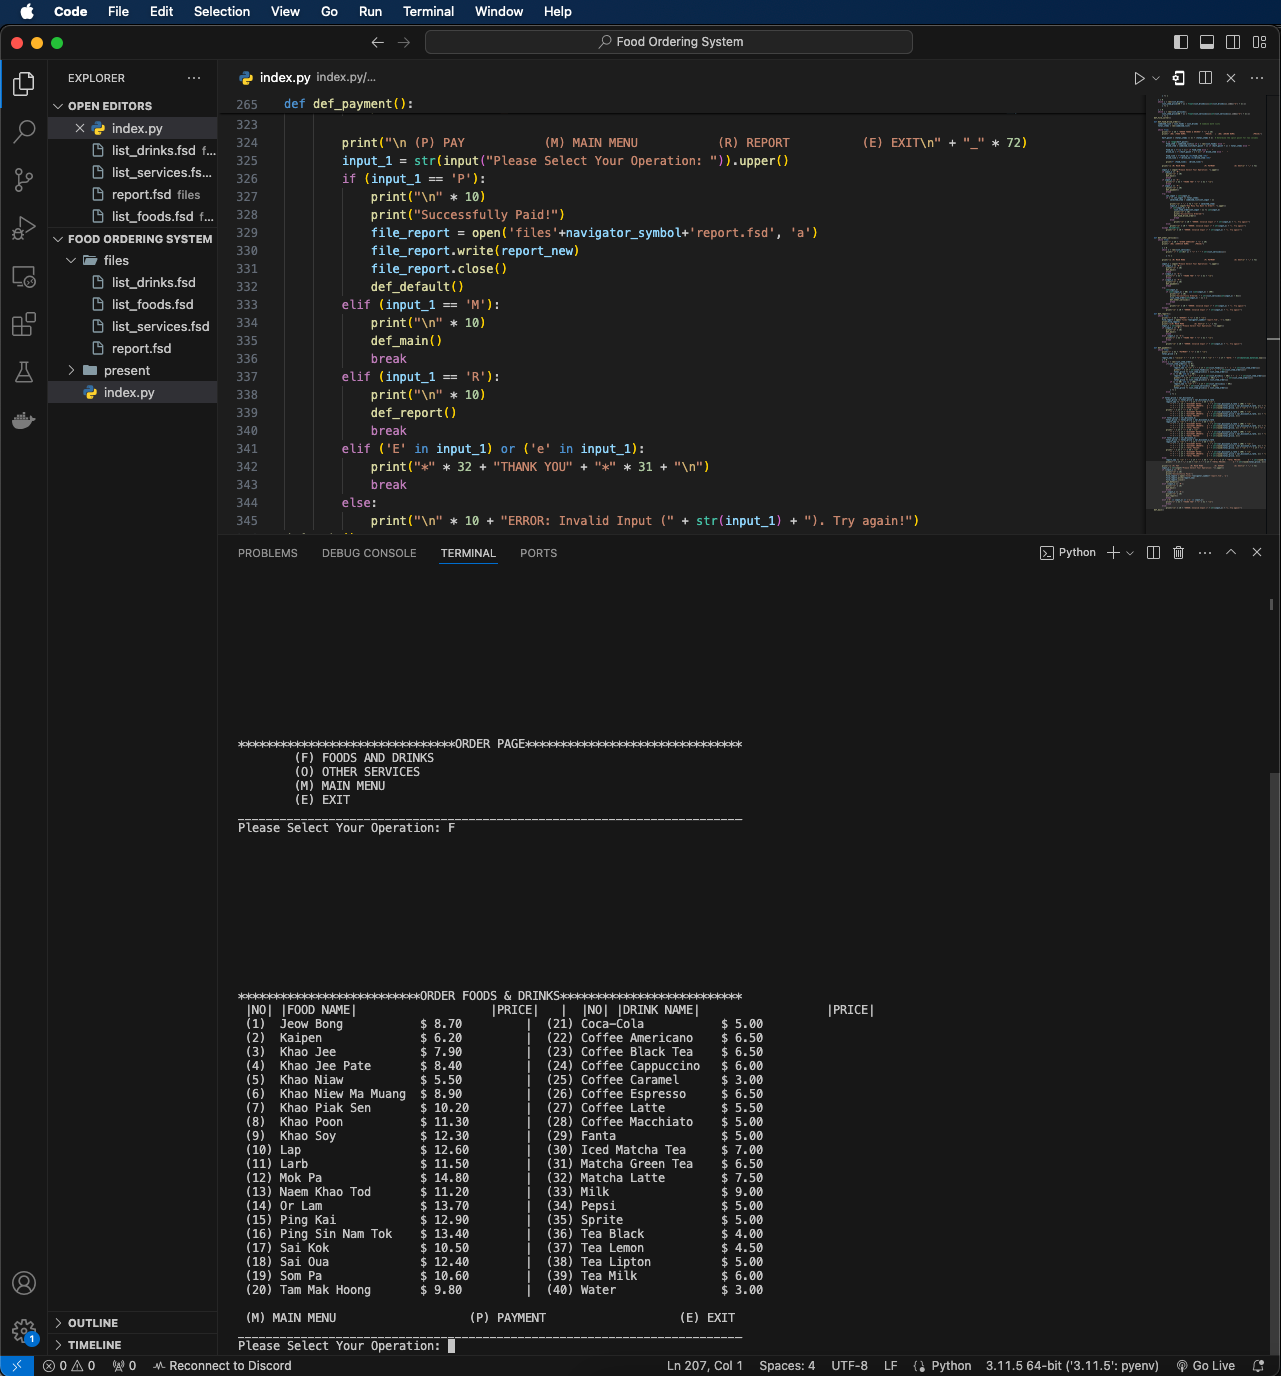 Code File Edit Selection View Go Run Terminal Window Help
Food Ordering System
EXPLORER
OPEN EDITORS
index.py
list_drinks.fsd f...
list_services.fs...
report.fsd files
list_foods.fsd f...
FOOD ORDERING SYSTEM
files
list_drinks.fsd
list_foods.fsd
list_services.fsd
report.fsd
present
index.py
OUTLINE
TIMELINE
index.py index.py/...
265 def def_payment():
323
324 print("\n (P) PAY           (M) MAIN MENU           (R) REPORT          (E) EXIT\n" + "_" * 72)
325 input_1 = str(input("Please Select Your Operation: ")).upper()
326 if (input_1 == 'P'):
327 print("\n" * 10)
328 print("Successfully Paid!")
329 file_report = open('files'+navigator_symbol+'report.fsd', 'a')
330 file_report.write(report_new)
331 file_report.close()
332 def_default()
333 elif (input_1 == 'M'):
334 print("\n" * 10)
335 def_main()
336 break
337 elif (input_1 == 'R'):
338 print("\n" * 10)
339 def_report()
340 break
341 elif ('E' in input_1) or ('e' in input_1):
342 print("*" * 32 + "THANK YOU" + "*" * 31 + "\n")
343 break
344 else:
345 print("\n" * 10 + "ERROR: Invalid Input (" + str(input_1) + "). Try again!")
PROBLEMS DEBUG CONSOLE TERMINAL PORTS
Python
*******************************ORDER PAGE*******************************
(F) FOODS AND DRINKS
(O) OTHER SERVICES
(M) MAIN MENU
(E) EXIT
________________________________________________________________________
Please Select Your Operation: F
**************************ORDER FOODS & DRINKS**************************
|NO| |FOOD NAME| |PRICE| | |NO| |DRINK NAME| |PRICE|
(1) Jeow Bong $ 8.70 | (21) Coca-Cola $ 5.00
(2) Kaipen $ 6.20 | (22) Coffee Americano $ 6.50
(3) Khao Jee $ 7.90 | (23) Coffee Black Tea $ 6.50
(4) Khao Jee Pate $ 8.40 | (24) Coffee Cappuccino $ 6.00
(5) Khao Niaw $ 5.50 | (25) Coffee Caramel $ 3.00
(6) Khao Niew Ma Muang $ 8.90 | (26) Coffee Espresso $ 6.50
(7) Khao Piak Sen $ 10.20 | (27) Coffee Latte $ 5.50
(8) Khao Poon $ 11.30 | (28) Coffee Macchiato $ 5.00
(9) Khao Soy $ 12.30 | (29) Fanta $ 5.00
(10) Lap $ 12.60 | (30) Iced Matcha Tea $ 7.00
(11) Larb $ 11.50 | (31) Matcha Green Tea $ 6.50
(12) Mok Pa $ 14.80 | (32) Matcha Latte $ 7.50
(13) Naem Khao Tod $ 11.20 | (33) Milk $ 9.00
(14) Or Lam $ 13.70 | (34) Pepsi $ 5.00
(15) Ping Kai $ 12.90 | (35) Sprite $ 5.00
(16) Ping Sin Nam Tok $ 13.40 | (36) Tea Black $ 4.00
(17) Sai Kok $ 10.50 | (37) Tea Lemon $ 4.50
(18) Sai Oua $ 12.40 | (38) Tea Lipton $ 5.00
(19) Som Pa $ 10.60 | (39) Tea Milk $ 6.00
(20) Tam Mak Hoong $ 9.80 | (40) Water $ 3.00
(M) MAIN MENU (P) PAYMENT (E) EXIT
________________________________________________________________________
Please Select Your Operation:
1
0 0 0 Reconnect to Discord Ln 207, Col 1 Spaces: 4 UTF-8 LF Python 3.11.5 64-bit ('3.11.5': pyenv) Go Live